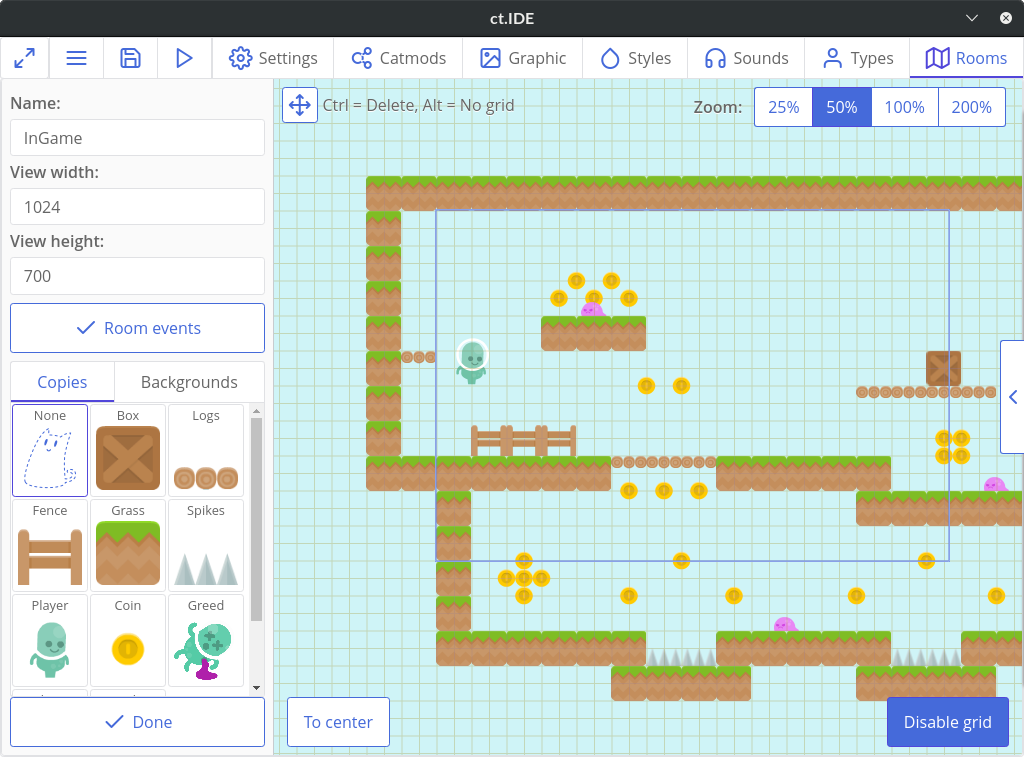 ct.IDE
Settings
Catmods
Graphic
Styles
Sounds
Types
Rooms
Name:
InGame
View width:
1024
View height:
700
Room events
Copies
Backgrounds
None
Box
Logs
Fence
Grass
Spikes
Player
Coin
Greed
Done
Ctrl = Delete, Alt = No grid
Zoom:
25%
50%
100%
200%
To center
Disable grid